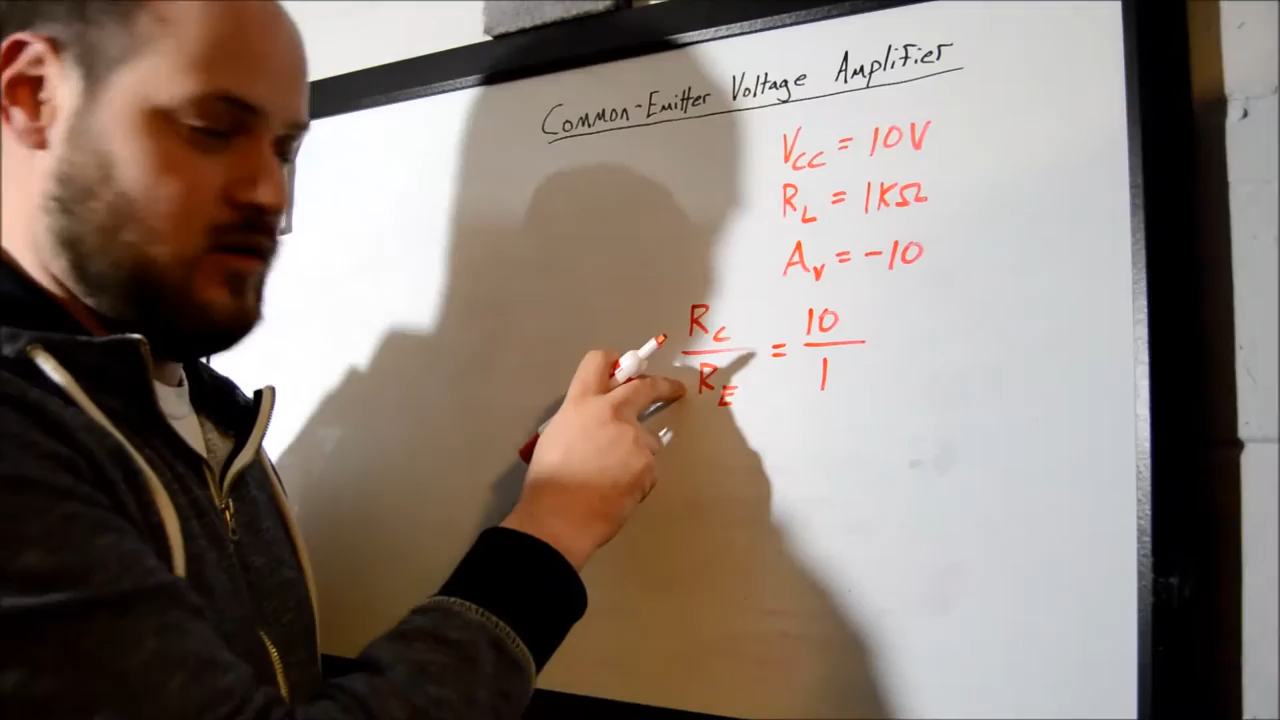 Common-Emitter Voltage Amplifier
VCC = 10V
RL = 1KΩ
Av = -10
RC/RE = 10/1